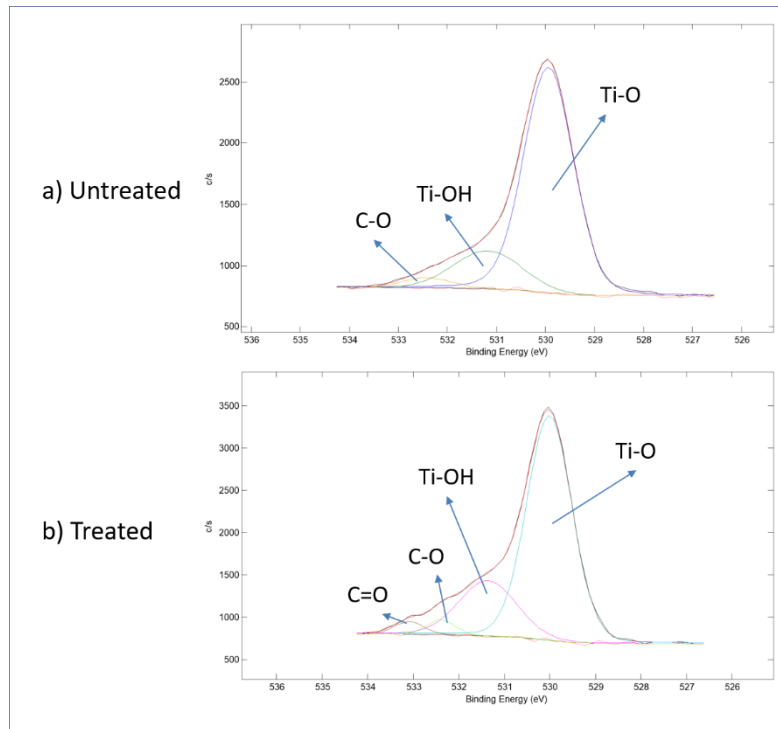 a) Untreated
2500
2000
1500
1000
500
c/s
Ti-O
Ti-OH
C-O
536 535 534 533 532 531 530 529 528 527 526
Binding Energy (eV)
b) Treated
3500
3000
2500
2000
1500
1000
500
c/s
Ti-O
Ti-OH
C-O
C=O
536 535 534 533 532 531 530 529 528 527 526
Binding Energy (eV)